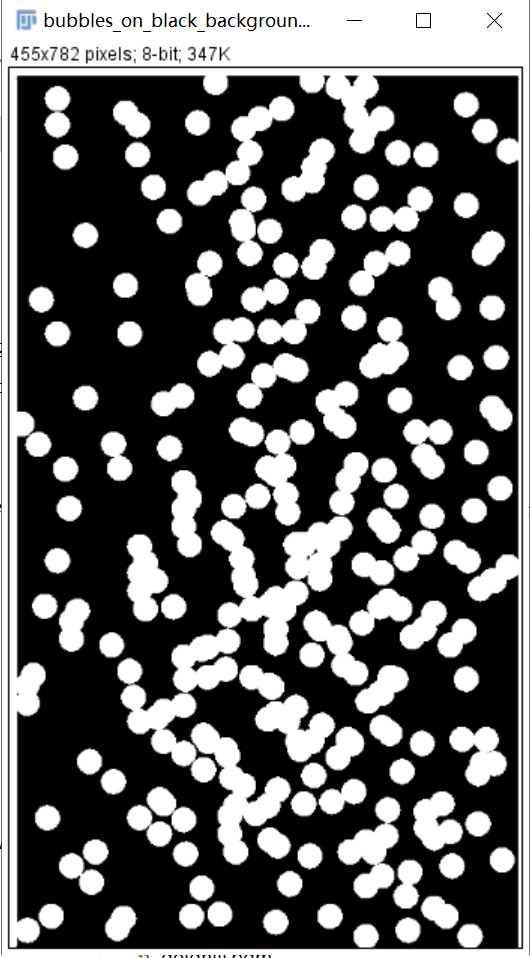 bubbles_on_black_backgroun...
455x782 pixels; 8-bit; 347K